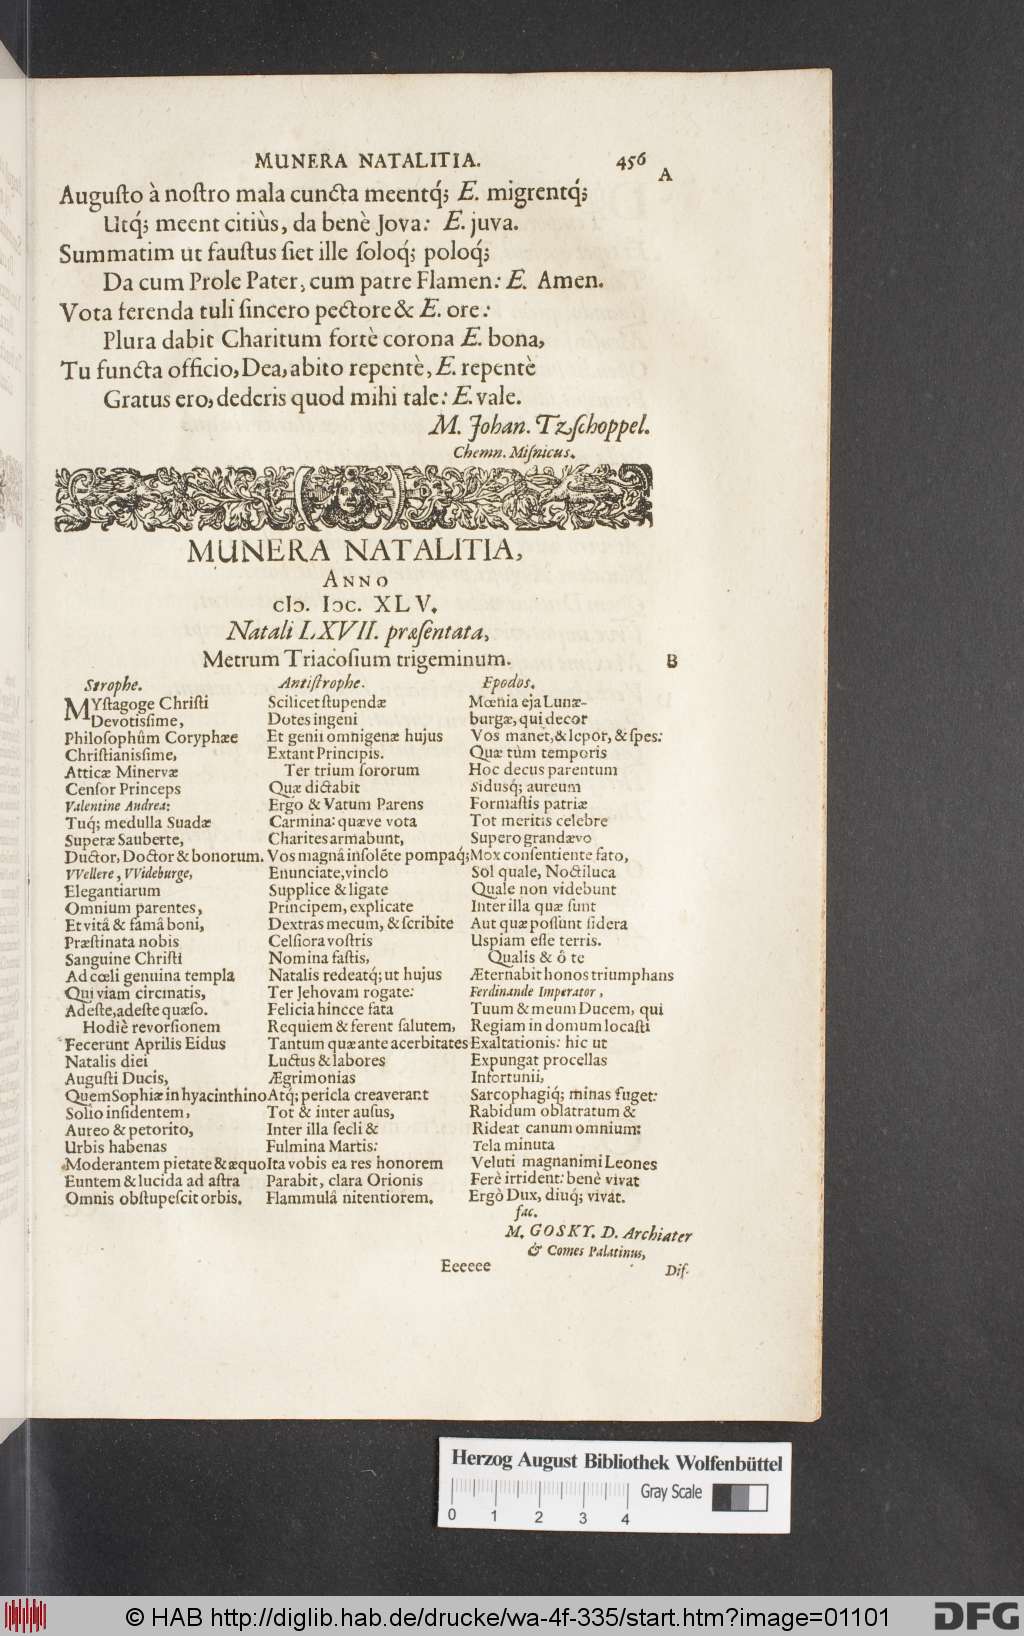 MUNERA NATALITIA.
456
A
Auguſto à noſtro mala cuncta meentq́; E. migrentq́;
Utq́; meent citiùs, da benè Jova: E. juva.
Summatim ut fauſtus ſiet ille ſoloq́; poloq́;
Da cum Prole Pater, cum patre Flamen: E. Amen.
Vota ferenda tuli ſincero pectore & E. ore:
Plura dabit Charitum fortè corona E. bona,
Tu functa officio, Dea, abito repentè, E. repentè
Gratus ero, dederis quod mihi tale: E. vale.
M. Johan. Tzſchoppel.
Chemn. Miſnicus.
MUNERA NATALITIA,
ANNO
cIɔ. Iɔc. XLV.
Natali LXVII. præſentata,
Metrum Triacoſium trigeminum.
B
Strophe.
MYſtagoge Chriſti
Devotiſſime,
Philoſophûm Coryphæe
Chriſtianiſſime,
Atticæ Minervæ
Cenſor Princeps
Valentine Andrea:
Tuq́; medulla Suadæ
Superæ Sauberte,
Ductor, Doctor & bonorum.
VVellere, VVideburge,
Elegantiarum
Omnium parentes,
Et vitâ & famâ boni,
Præſtinata nobis
Sanguine Chriſti
Ad cœli genuina templa
Qui viam circinatis,
Adeſte, adeſte quæſo.
Hodiè revorſionem
Fecerunt Aprilis Eidus
Natalis diei
Auguſti Ducis,
Quem Sophiæ in hyacinthino
Solio inſidentem,
Aureo & petorito,
Urbis habenas
Moderantem pietate & æquo
Euntem & lucida ad aſtra
Omnis obſtupeſcit orbis.
Antiſtrophe.
Scilicet ſtupendæ
Dotes ingeni
Et genii omnigenæ hujus
Extant Principis.
Ter trium ſororum
Quæ dictabit
Ergo & Vatum Parens
Carmina: quæve vota
Charites armabunt,
Vos magnâ inſolẽte pompaq́;
Enunciate, vinclo
Supplice & ligate
Principem, explicate
Dextras mecum, & ſcribite
Celſiora voſtris
Nomina faſtis,
Natalis redeatq́; ut hujus
Ter Jehovam rogate:
Felicia hincce fata
Requiem & ferent ſalutem,
Tantum quæ ante acerbitates
Luctus & labores
Ægrimonias
Atq́; pericla creaverant
Tot & inter auſus,
Inter illa ſecli &
Fulmina Martis:
Ita vobis ea res honorem
Parabit, clara Orionis
Flammulâ nitentiorem.
Epodos.
Mœnia eja Lunæ-
burgæ, qui decor
Vos manet, & lepor, & ſpes:
Quæ tùm temporis
Hoc decus parentum
Sidusq́; aureum
Formaſtis patriæ
Tot meritis celebre
Supero grandævo
Mox conſentiente fato,
Sol quale, Noctiluca
Quale non videbunt
Inter illa quæ ſunt
Aut quæ poſſunt ſidera
Uspiam eſſe terris.
Qualis & ô te
Æternabit honos triumphans
Ferdinande Imperator,
Tuum & meum Ducem, qui
Regiam in domum locaſti
Exaltationis: hic ut
Expungat procellas
Infortunii,
Sarcophagiq́; minas fuget:
Rabidum oblatratum &
Rideat canum omnium:
Tela minuta
Veluti magnanimi Leones
Ferè irrident: benè vivat
Ergò Dux, diuq́; vivat.
fac.
M. GOSKY. D. Archiater
& Comes Palatinus,
Eeeeee
Diſ-
Herzog August Bibliothek Wolfenbüttel
Gray Scale
0 1 2 3 4
© HAB http://diglib.hab.de/drucke/wa-4f-335/start.htm?image=01101
DFG